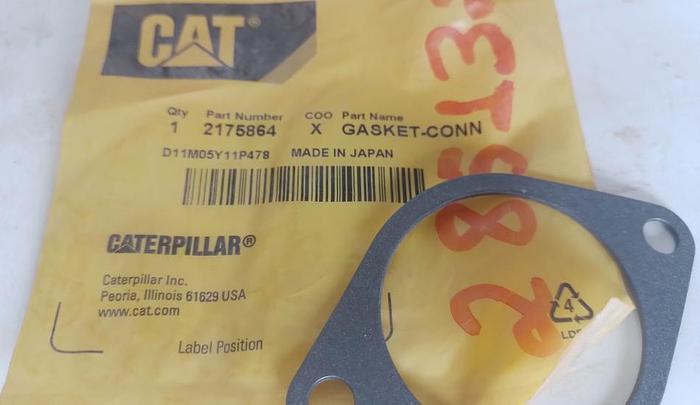 CAT®
Qty Part Number COO Part Name
1 2175864 X GASKET-CONN
D11M05Y11P478 MADE IN JAPAN
CATERPILLAR®
Caterpillar Inc.
Peoria, Illinois 61629 USA
www.cat.com
Label Position
4